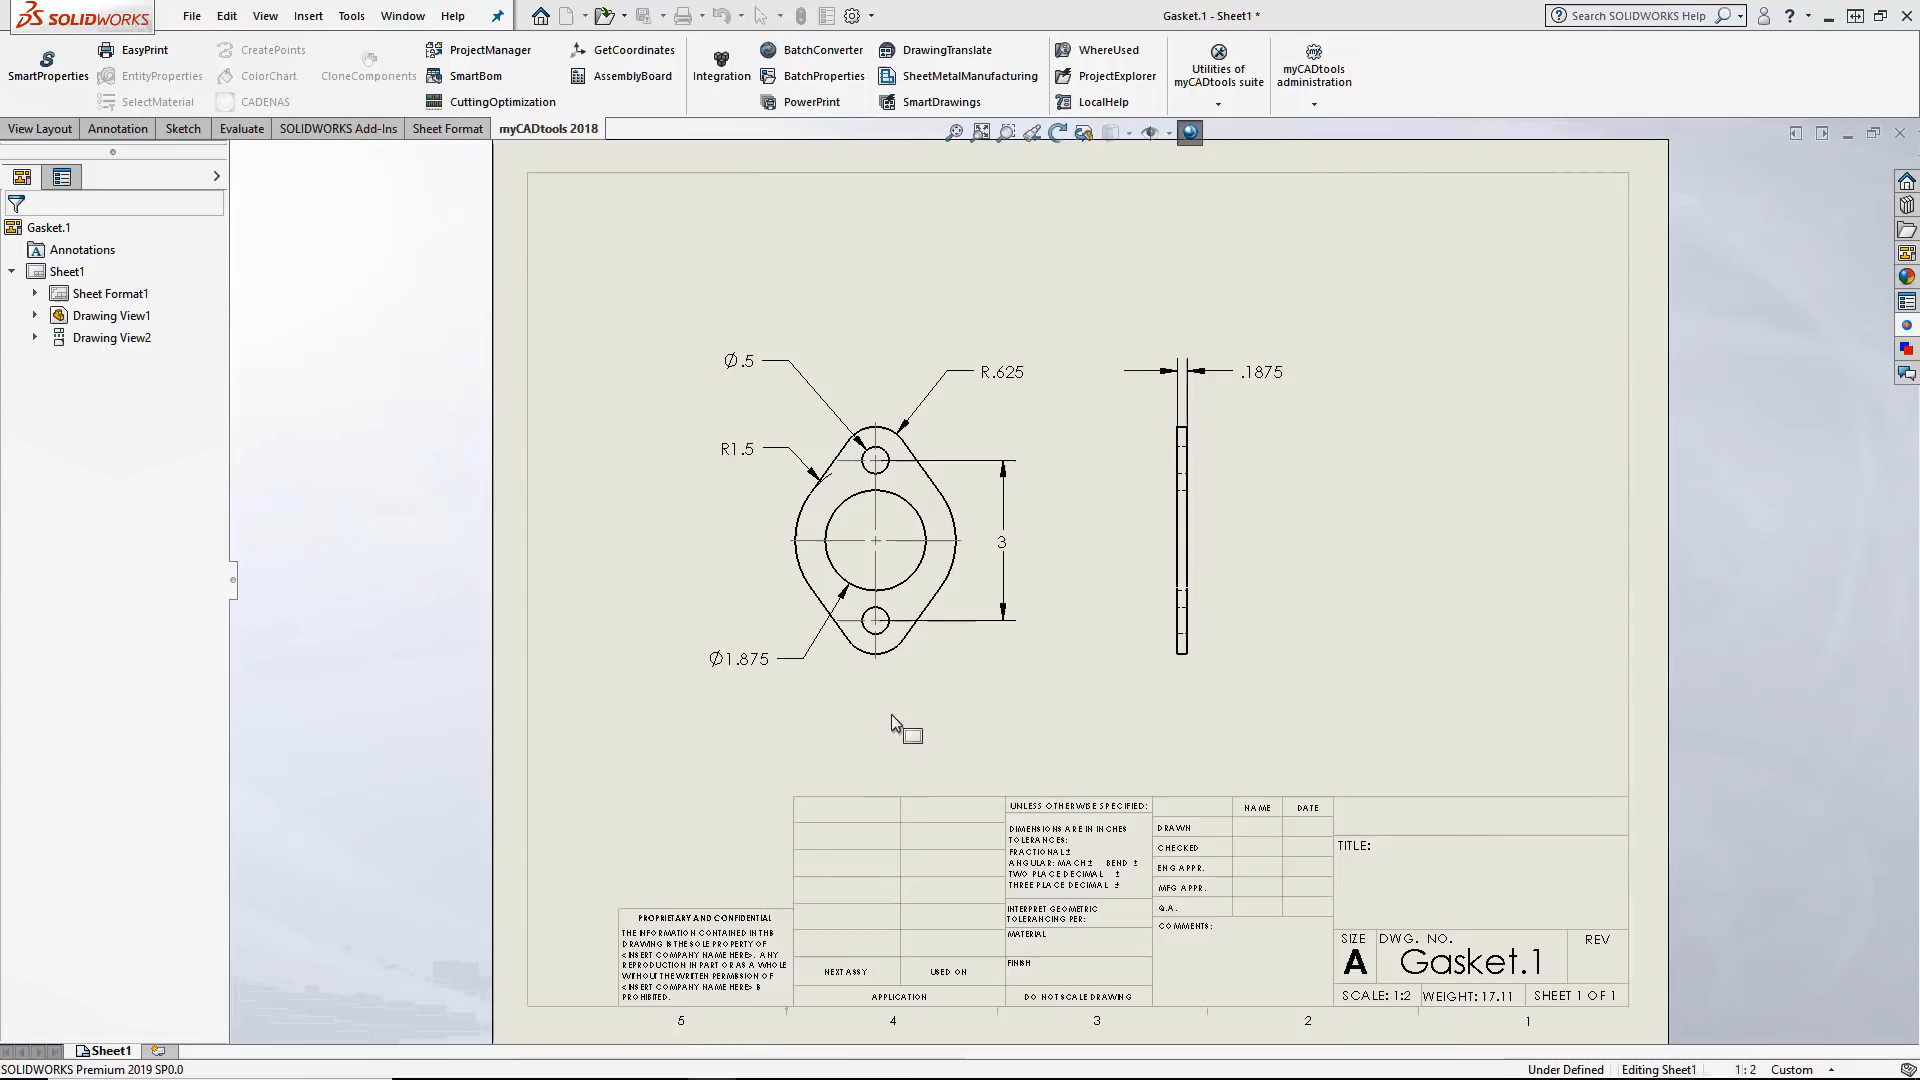 SOLIDWORKS File Edit View Insert Tools Window Help Gasket.1 - Sheet1 * Search SOLIDWORKS Help
SmartProperties
EasyPrint
EntityProperties
SelectMaterial
CreatePoints
ColorChart
CADENAS
CloneComponents
ProjectManager
SmartBom
CuttingOptimization
GetCoordinates
AssemblyBoard
Integration
BatchConverter
BatchProperties
PowerPrint
DrawingTranslate
SheetMetalManufacturing
SmartDrawings
WhereUsed
ProjectExplorer
LocalHelp
Utilities of
myCADtools suite
myCADtools
administration
View Layout Annotation Sketch Evaluate SOLIDWORKS Add-Ins Sheet Format myCADtools 2018
Gasket.1
Annotations
Sheet1
Sheet Format1
Drawing View1
Drawing View2
Ø.5
R.625
.1875
R1.5
3
Ø1.875
PROPRIETARY AND CONFIDENTIAL
THE INFORMATION CONTAINED IN THIS
DRAWING IS THE SOLE PROPERTY OF
<INSERT COMPANY NAME HERE>. ANY
REPRODUCTION IN PART OR AS A WHOLE
WITHOUT THE WRITTEN PERMISSION OF
<INSERT COMPANY NAME HERE> IS
PROHIBITED.
NEXT ASSY
USED ON
APPLICATION
UNLESS OTHERWISE SPECIFIED:
DIMENSIONS ARE IN INCHES
TOLERANCES:
FRACTIONAL ±
ANGULAR: MACH ± BEND ±
TWO PLACE DECIMAL ±
THREE PLACE DECIMAL ±
INTERPRET GEOMETRIC
TOLERANCING PER:
MATERIAL
FINISH
DO NOT SCALE DRAWING
NAME DATE
DRAWN
CHECKED
ENG APPR.
MFG APPR.
Q.A.
COMMENTS:
TITLE:
SIZE DWG. NO. REV
A Gasket.1
SCALE: 1:2 WEIGHT: 17.11 SHEET 1 OF 1
5 4 3 2 1
Sheet1
SOLIDWORKS Premium 2019 SP0.0 Under Defined Editing Sheet1 1 : 2 Custom